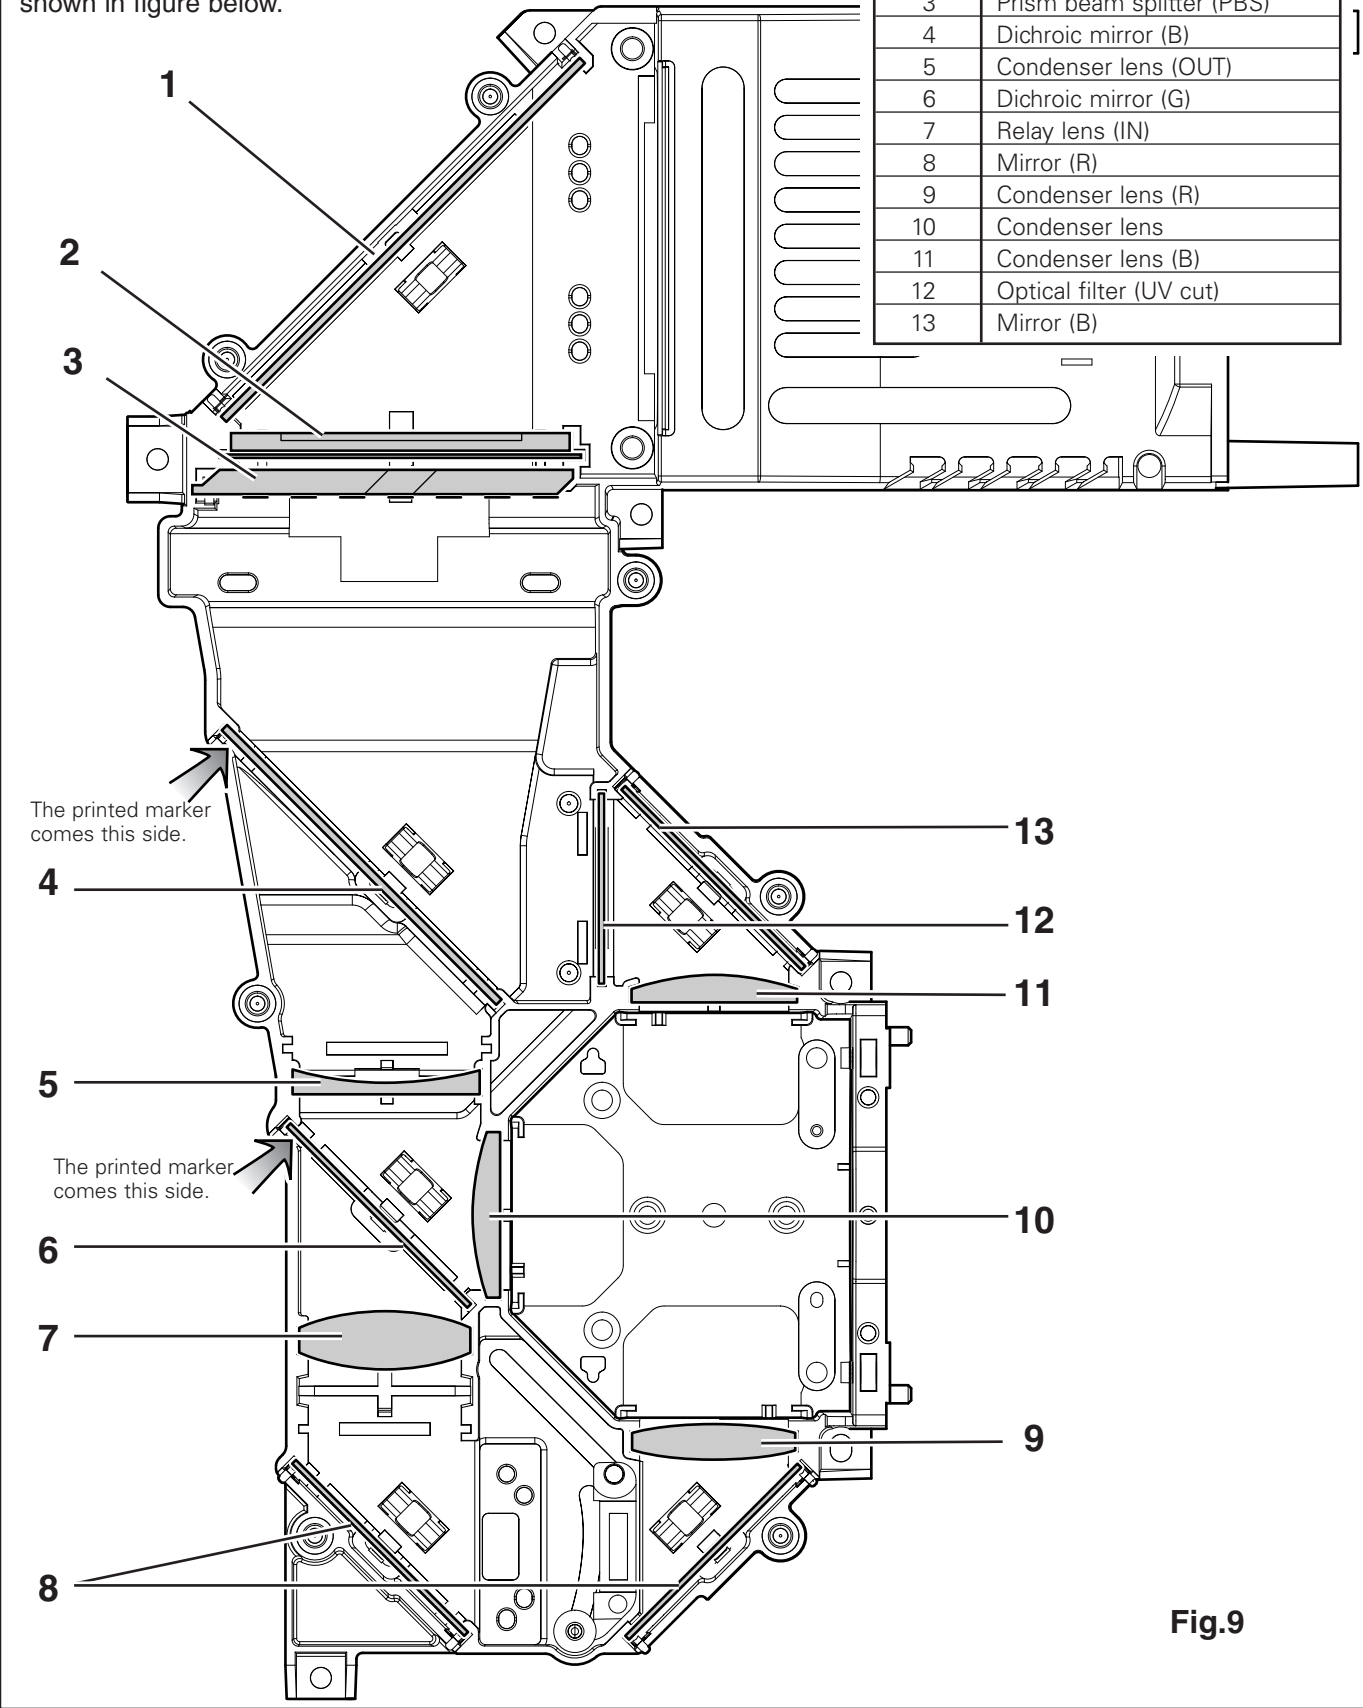 shown in figure below.
3 Prism beam splitter (PBS)
4 Dichroic mirror (B)
5 Condenser lens (OUT)
6 Dichroic mirror (G)
7 Relay lens (IN)
8 Mirror (R)
9 Condenser lens (R)
10 Condenser lens
11 Condenser lens (B)
12 Optical filter (UV cut)
13 Mirror (B)
]
1
2
3
The printed marker
comes this side.
4
13
12
11
5
The printed marker
comes this side.
10
6
7
9
8
Fig.9